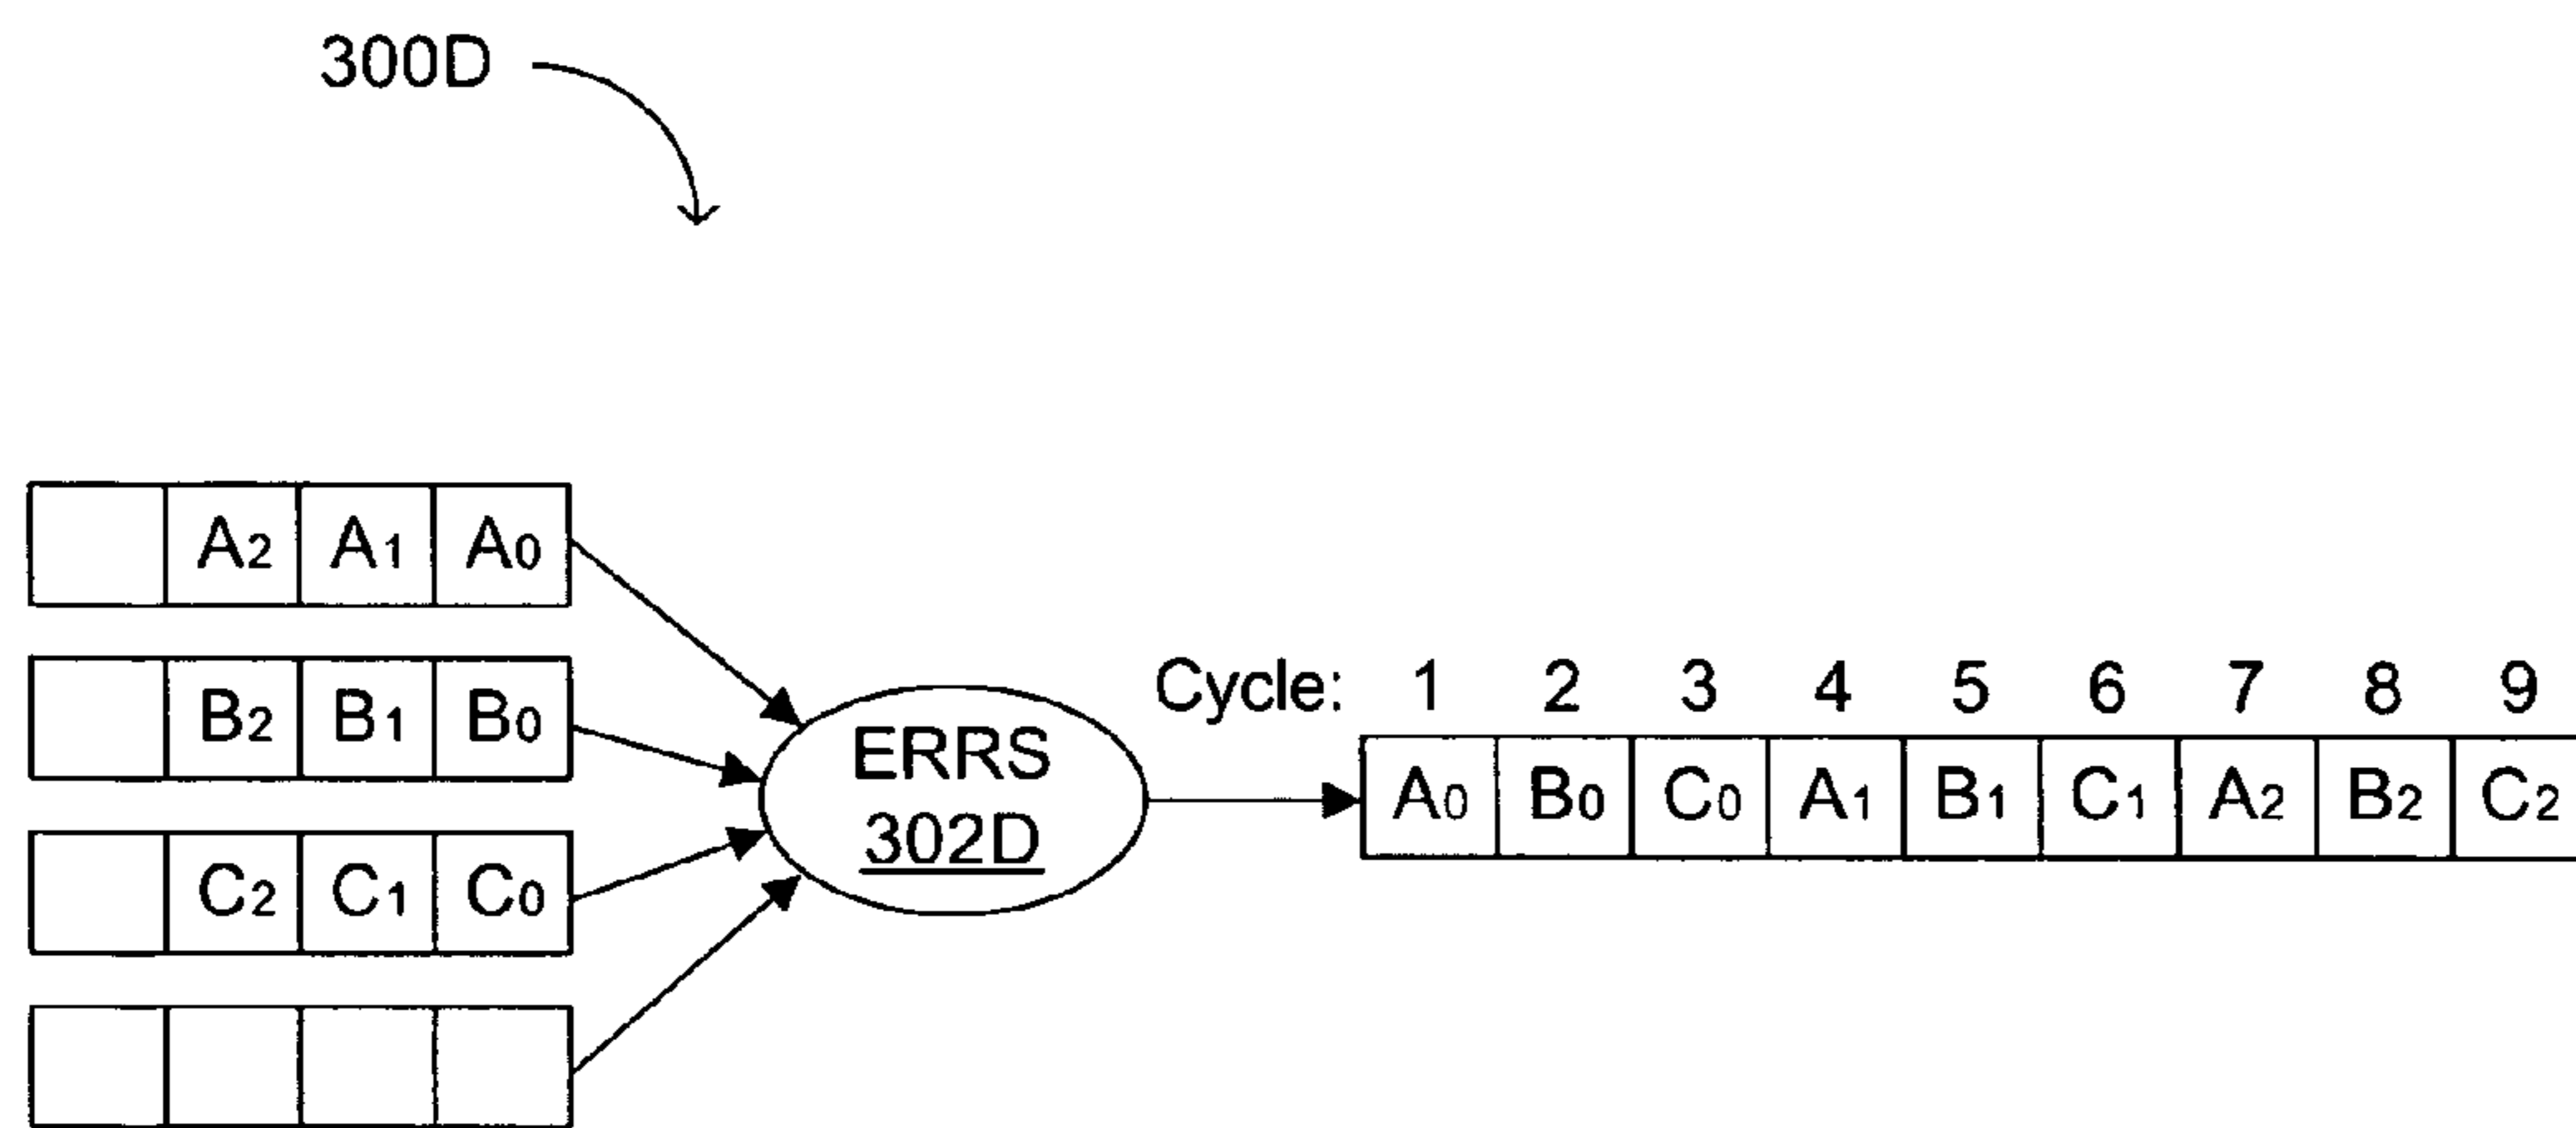 300D
A2 A1 A0
B2 B1 B0
C2 C1 C0
ERRS
302D
Cycle: 1 2 3 4 5 6 7 8 9
A0 B0 C0 A1 B1 C1 A2 B2 C2